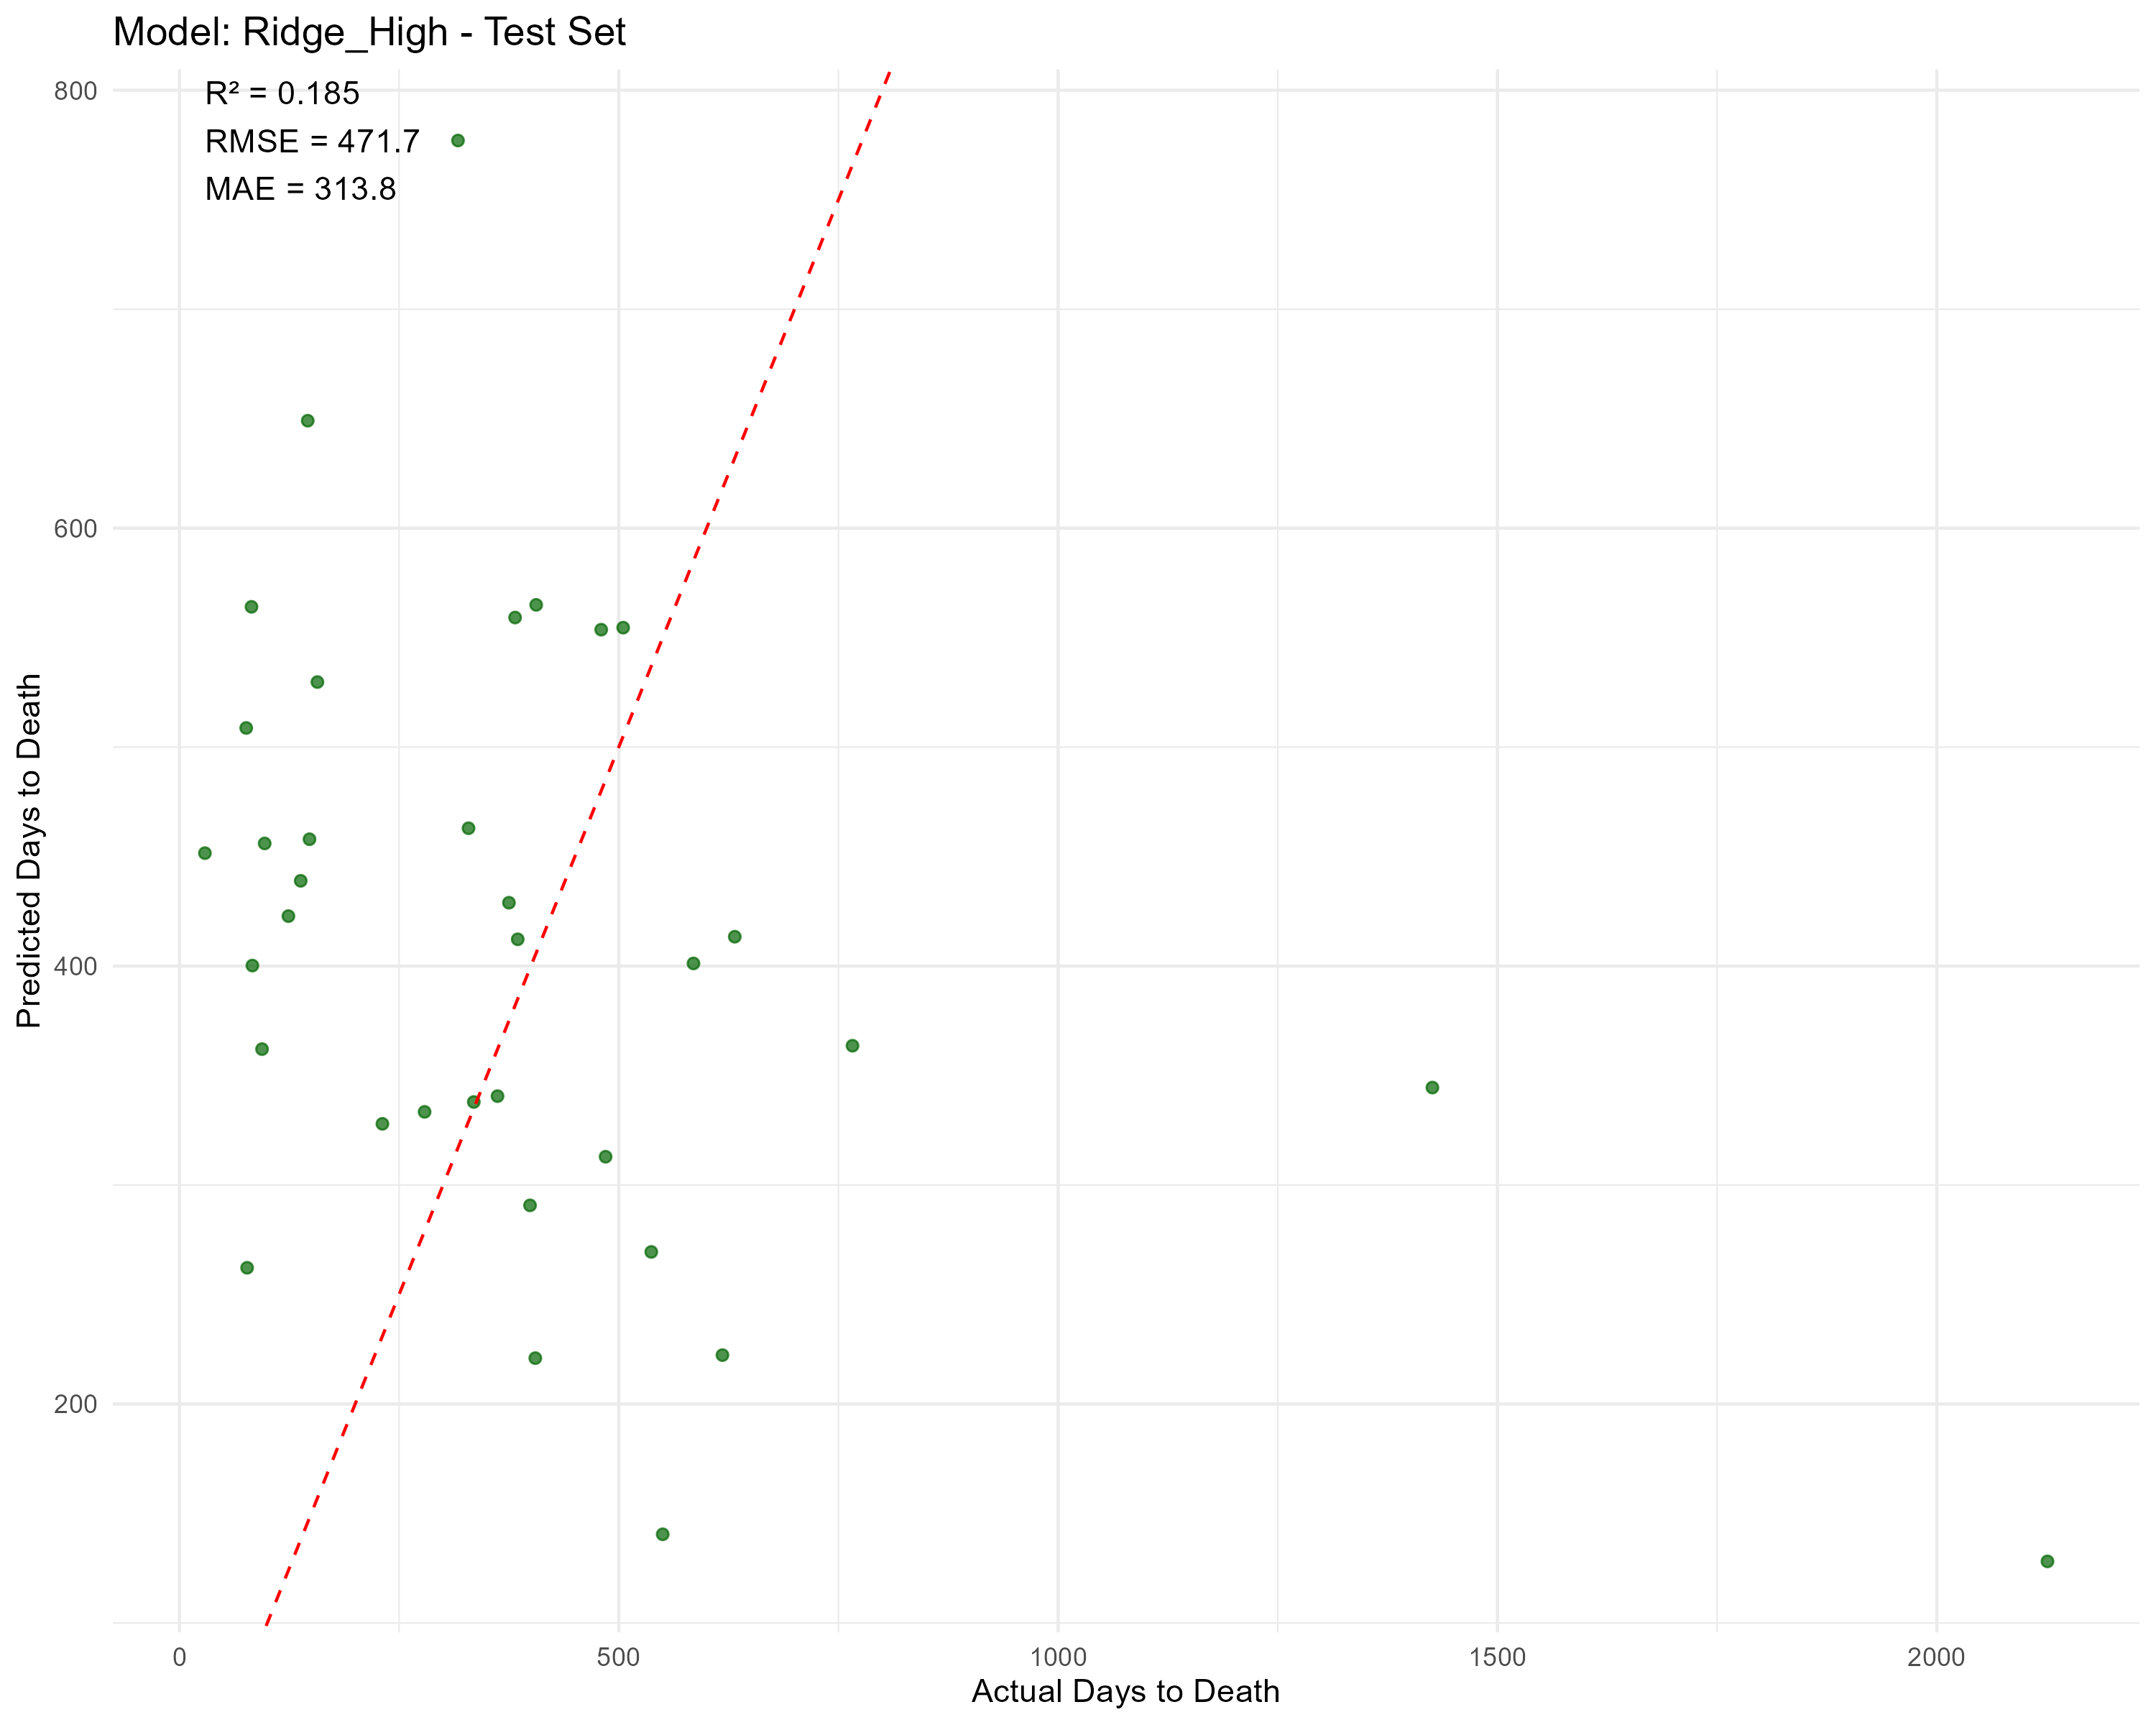 Model: Ridge_High - Test Set
R² = 0.185
RMSE = 471.7
MAE = 313.8
800
600
400
200
Predicted Days to Death
0
500
1000
1500
2000
Actual Days to Death